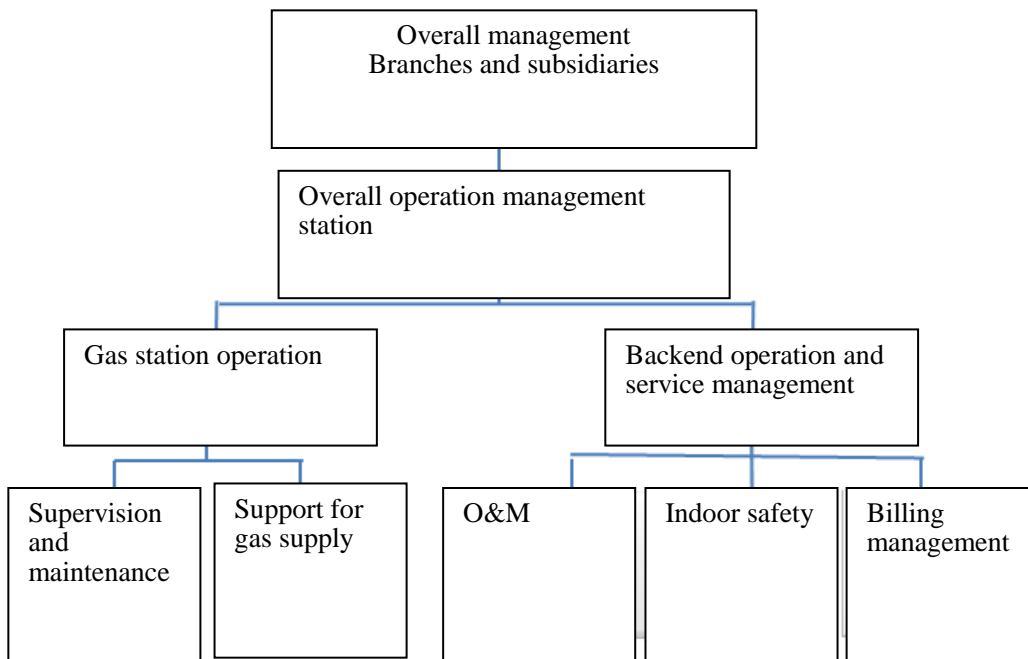 Overall management
Branches and subsidiaries
Overall operation management
station
Gas station operation
Backend operation and
service management
Supervision
and
maintenance
Support for
gas supply
O&M
Indoor safety
Billing
management